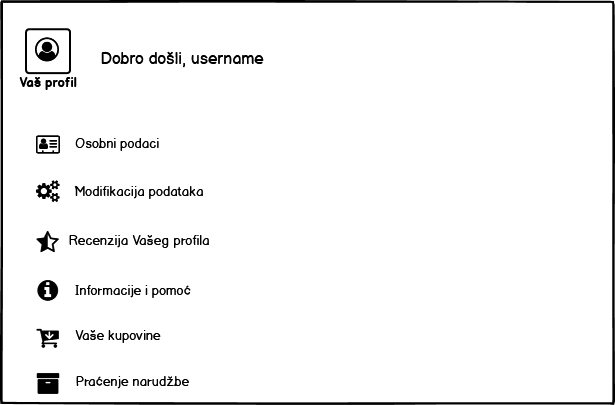 Dobro došli, username
Vaš profil
Osobni podaci
Modifikacija podataka
Recenzija Vašeg profila
Informacije i pomoć
Vaše kupovine
Praćenje narudžbe